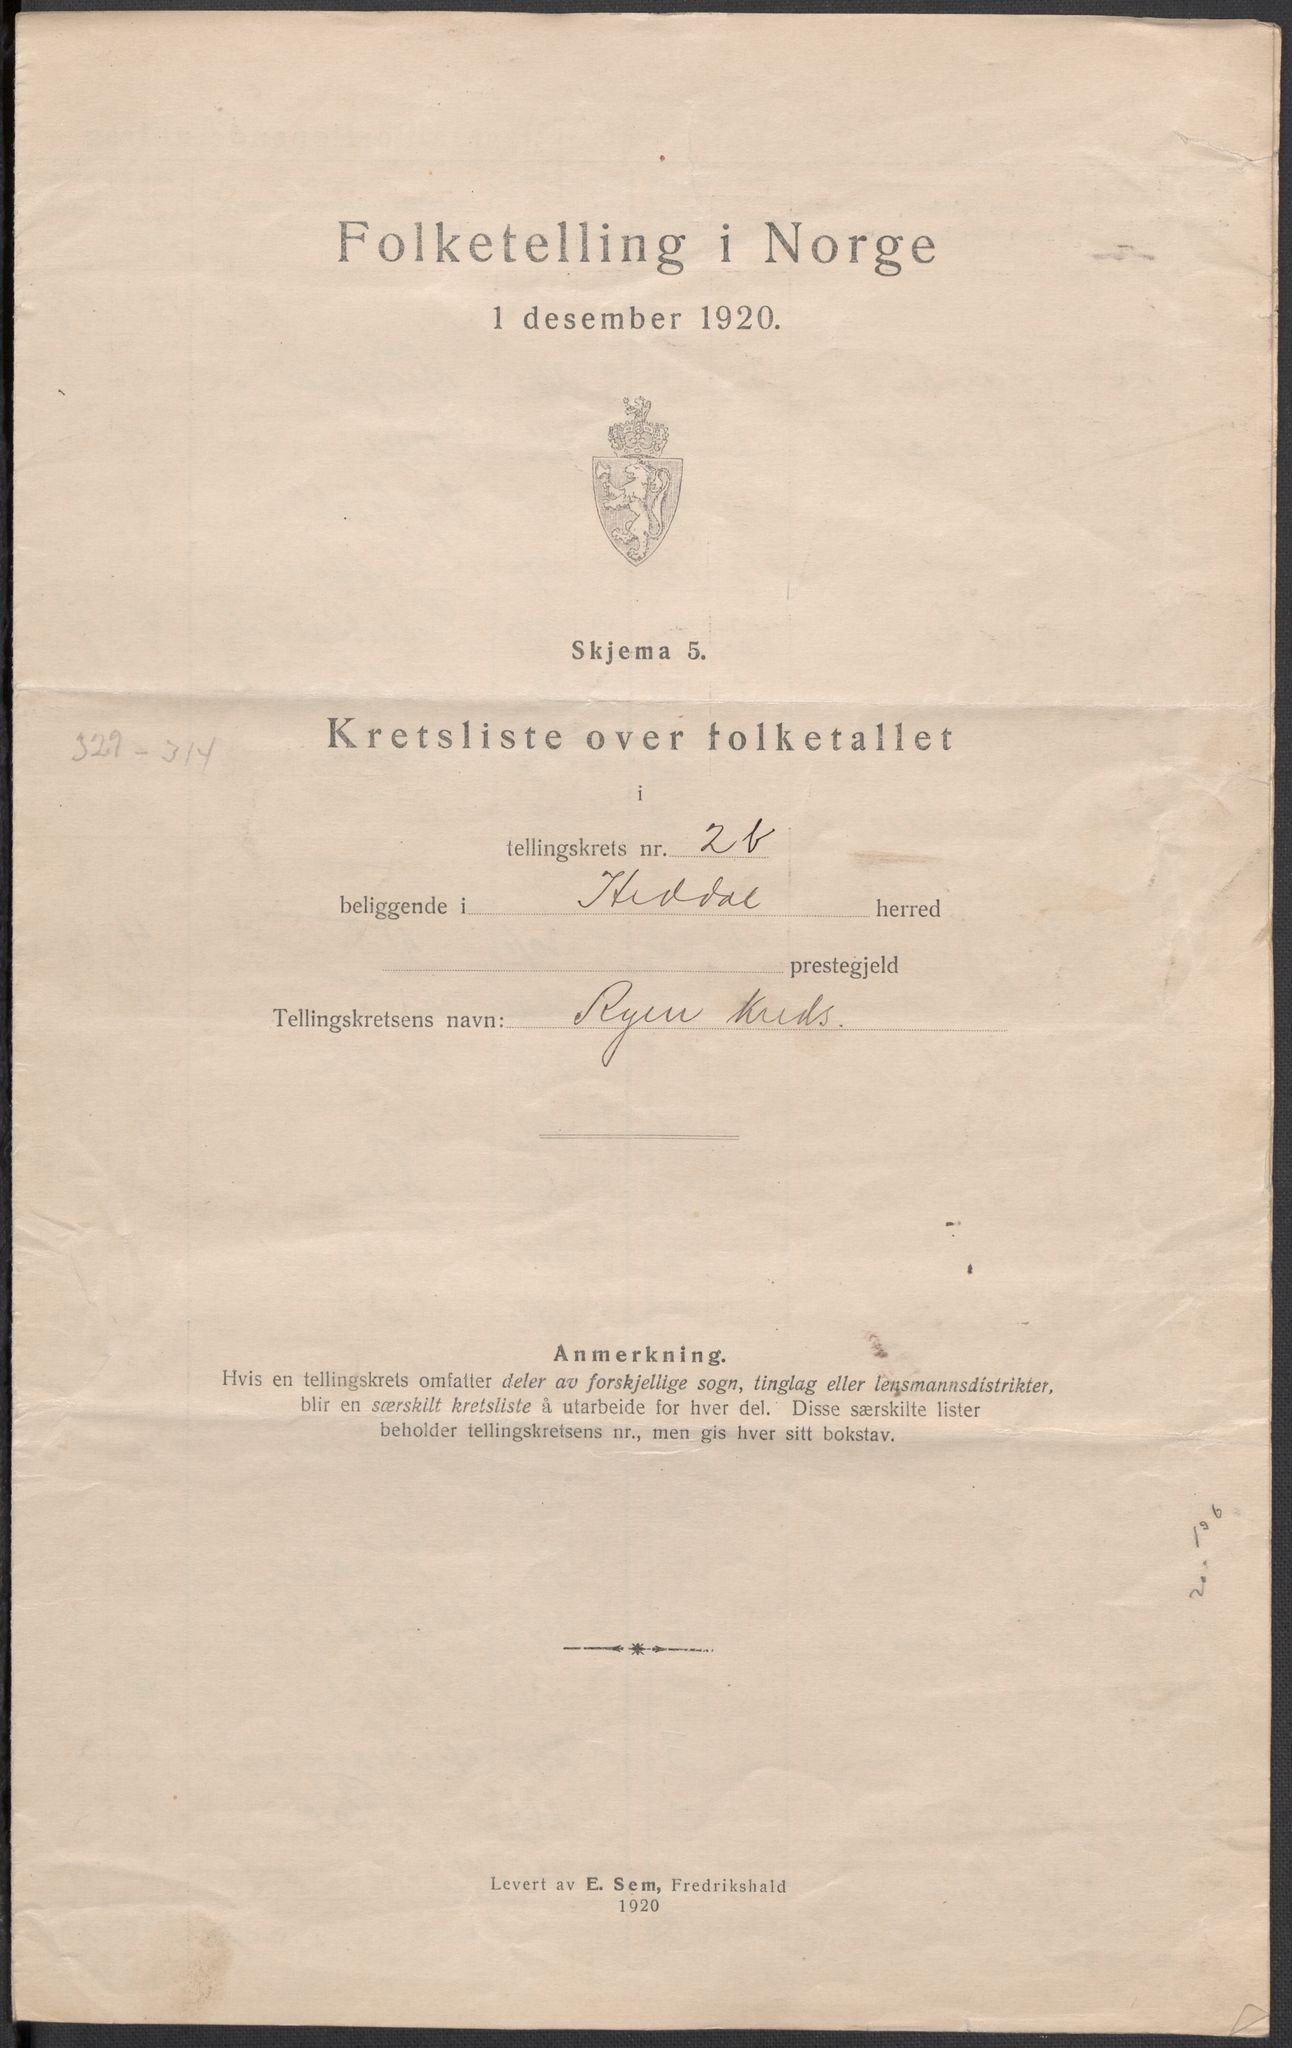 Folketelling i Norge
1 desember 1920.
Skjema 5.
329 - 314
Kretsliste over folketallet
i
tellingskrets nr. 2b
beliggende i Heddal herred
prestegjeld
Tellingskretsens navn: Ryen Kreds.
Anmerkning.
Hvis en tellingskrets omfatter deler av forskjellige sogn, tinglag eller lensmannsdistrikter,
blir en særskilt kretsliste å utarbeide for hver del. Disse særskilte lister
beholder tellingskretsens nr., men gis hver sitt bokstav.
Levert av E. Sem, Fredrikshald
1920